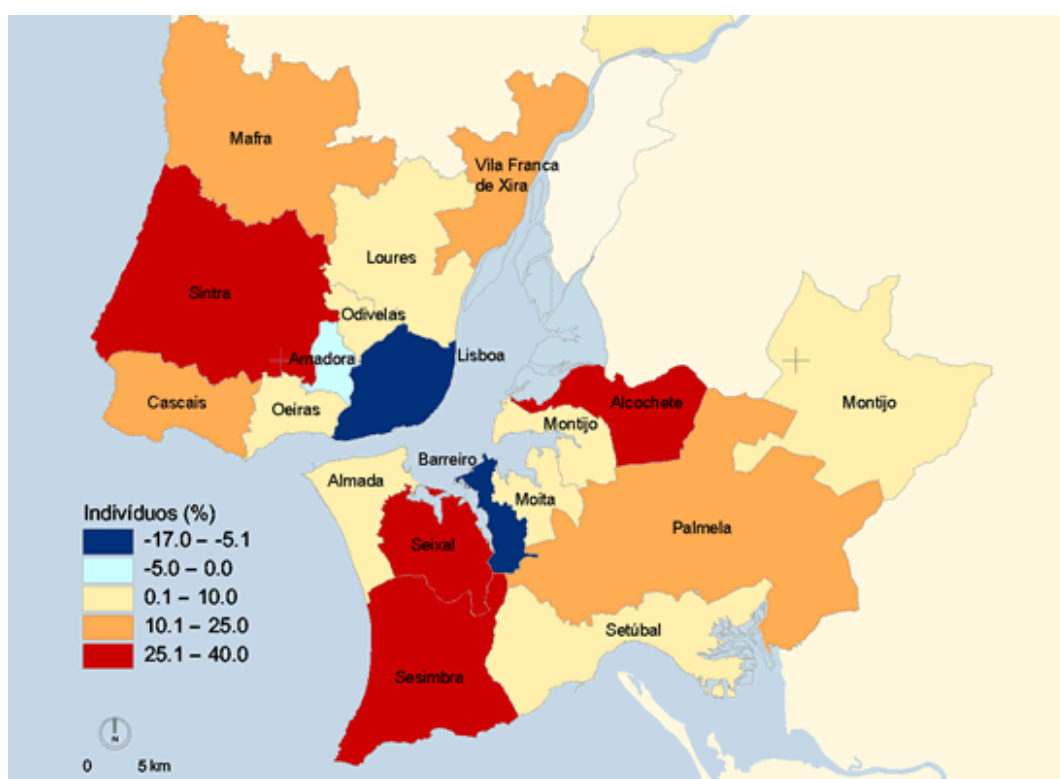 Mafra
Vila Franca
de Xira
Loures
Sintra
Odivelas
Amadora
Lisboa
Cascais
Oeiras
Alcochete
Montijo
Montijo
Barreiro
Almada
Moita
Indivíduos (%)
-17.0 – -5.1
-5.0 – 0.0
0.1 – 10.0
10.1 – 25.0
25.1 – 40.0
Seixal
Palmela
Setúbal
Sesimbra
N
0 5 km